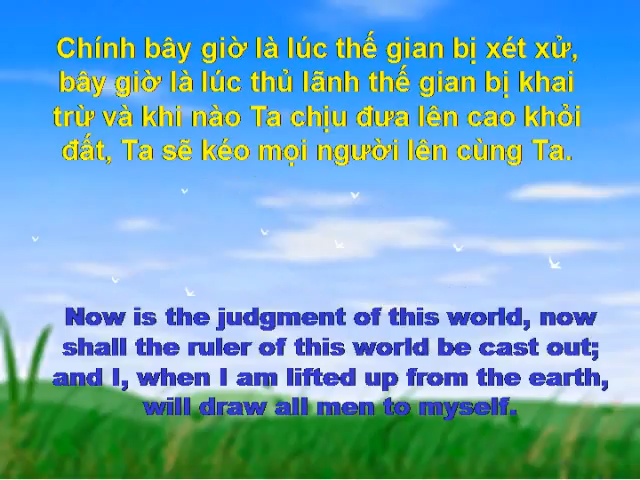 Chính bây giờ là lúc thế gian bị xét xử,
bây giờ là lúc thủ lãnh thế gian bị khai
trừ và khi nào Ta chịu đưa lên cao khỏi
đất, Ta sẽ kéo mọi người lên cùng Ta.
Now is the judgment of this world, now
shall the ruler of this world be cast out;
and I, when I am lifted up from the earth,
will draw all men to myself.